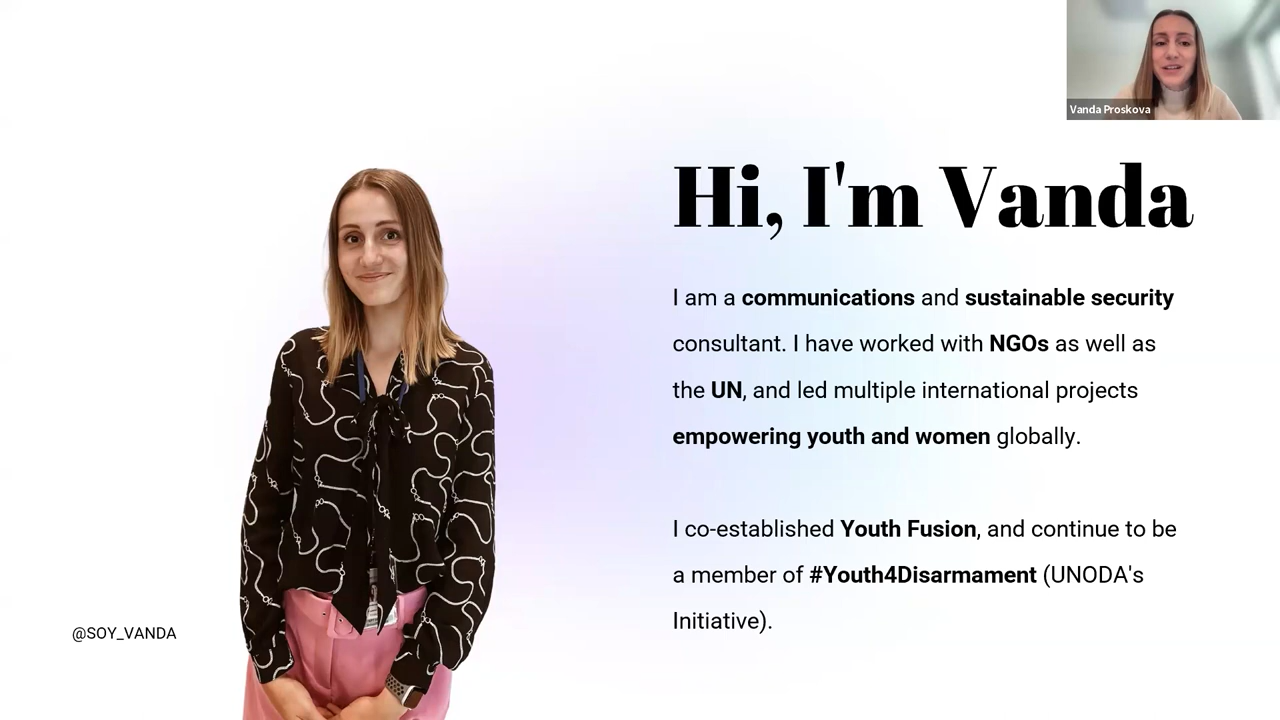 Vanda Proskova
Hi, I'm Vanda
I am a communications and sustainable security
consultant. I have worked with NGOs as well as
the UN, and led multiple international projects
empowering youth and women globally.
I co-established Youth Fusion, and continue to be
a member of #Youth4Disarmament (UNODA's
Initiative).
@SOY_VANDA